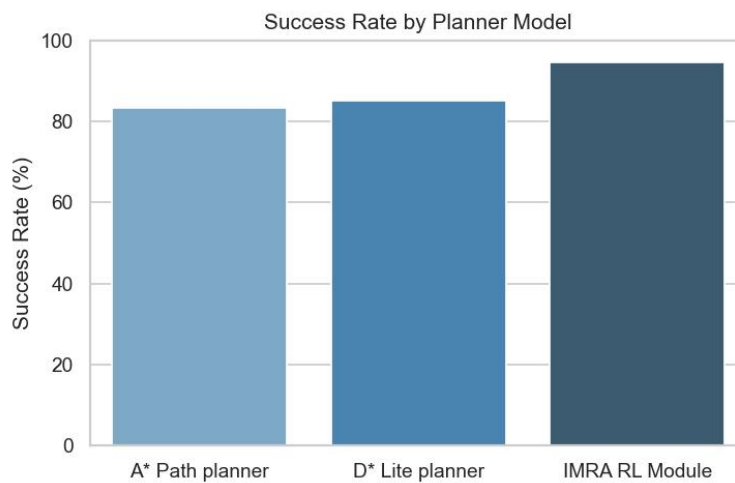 Success Rate by Planner Model
100
80
60
40
20
0
Success Rate (%)
A* Path planner
D* Lite planner
IMRA RL Module